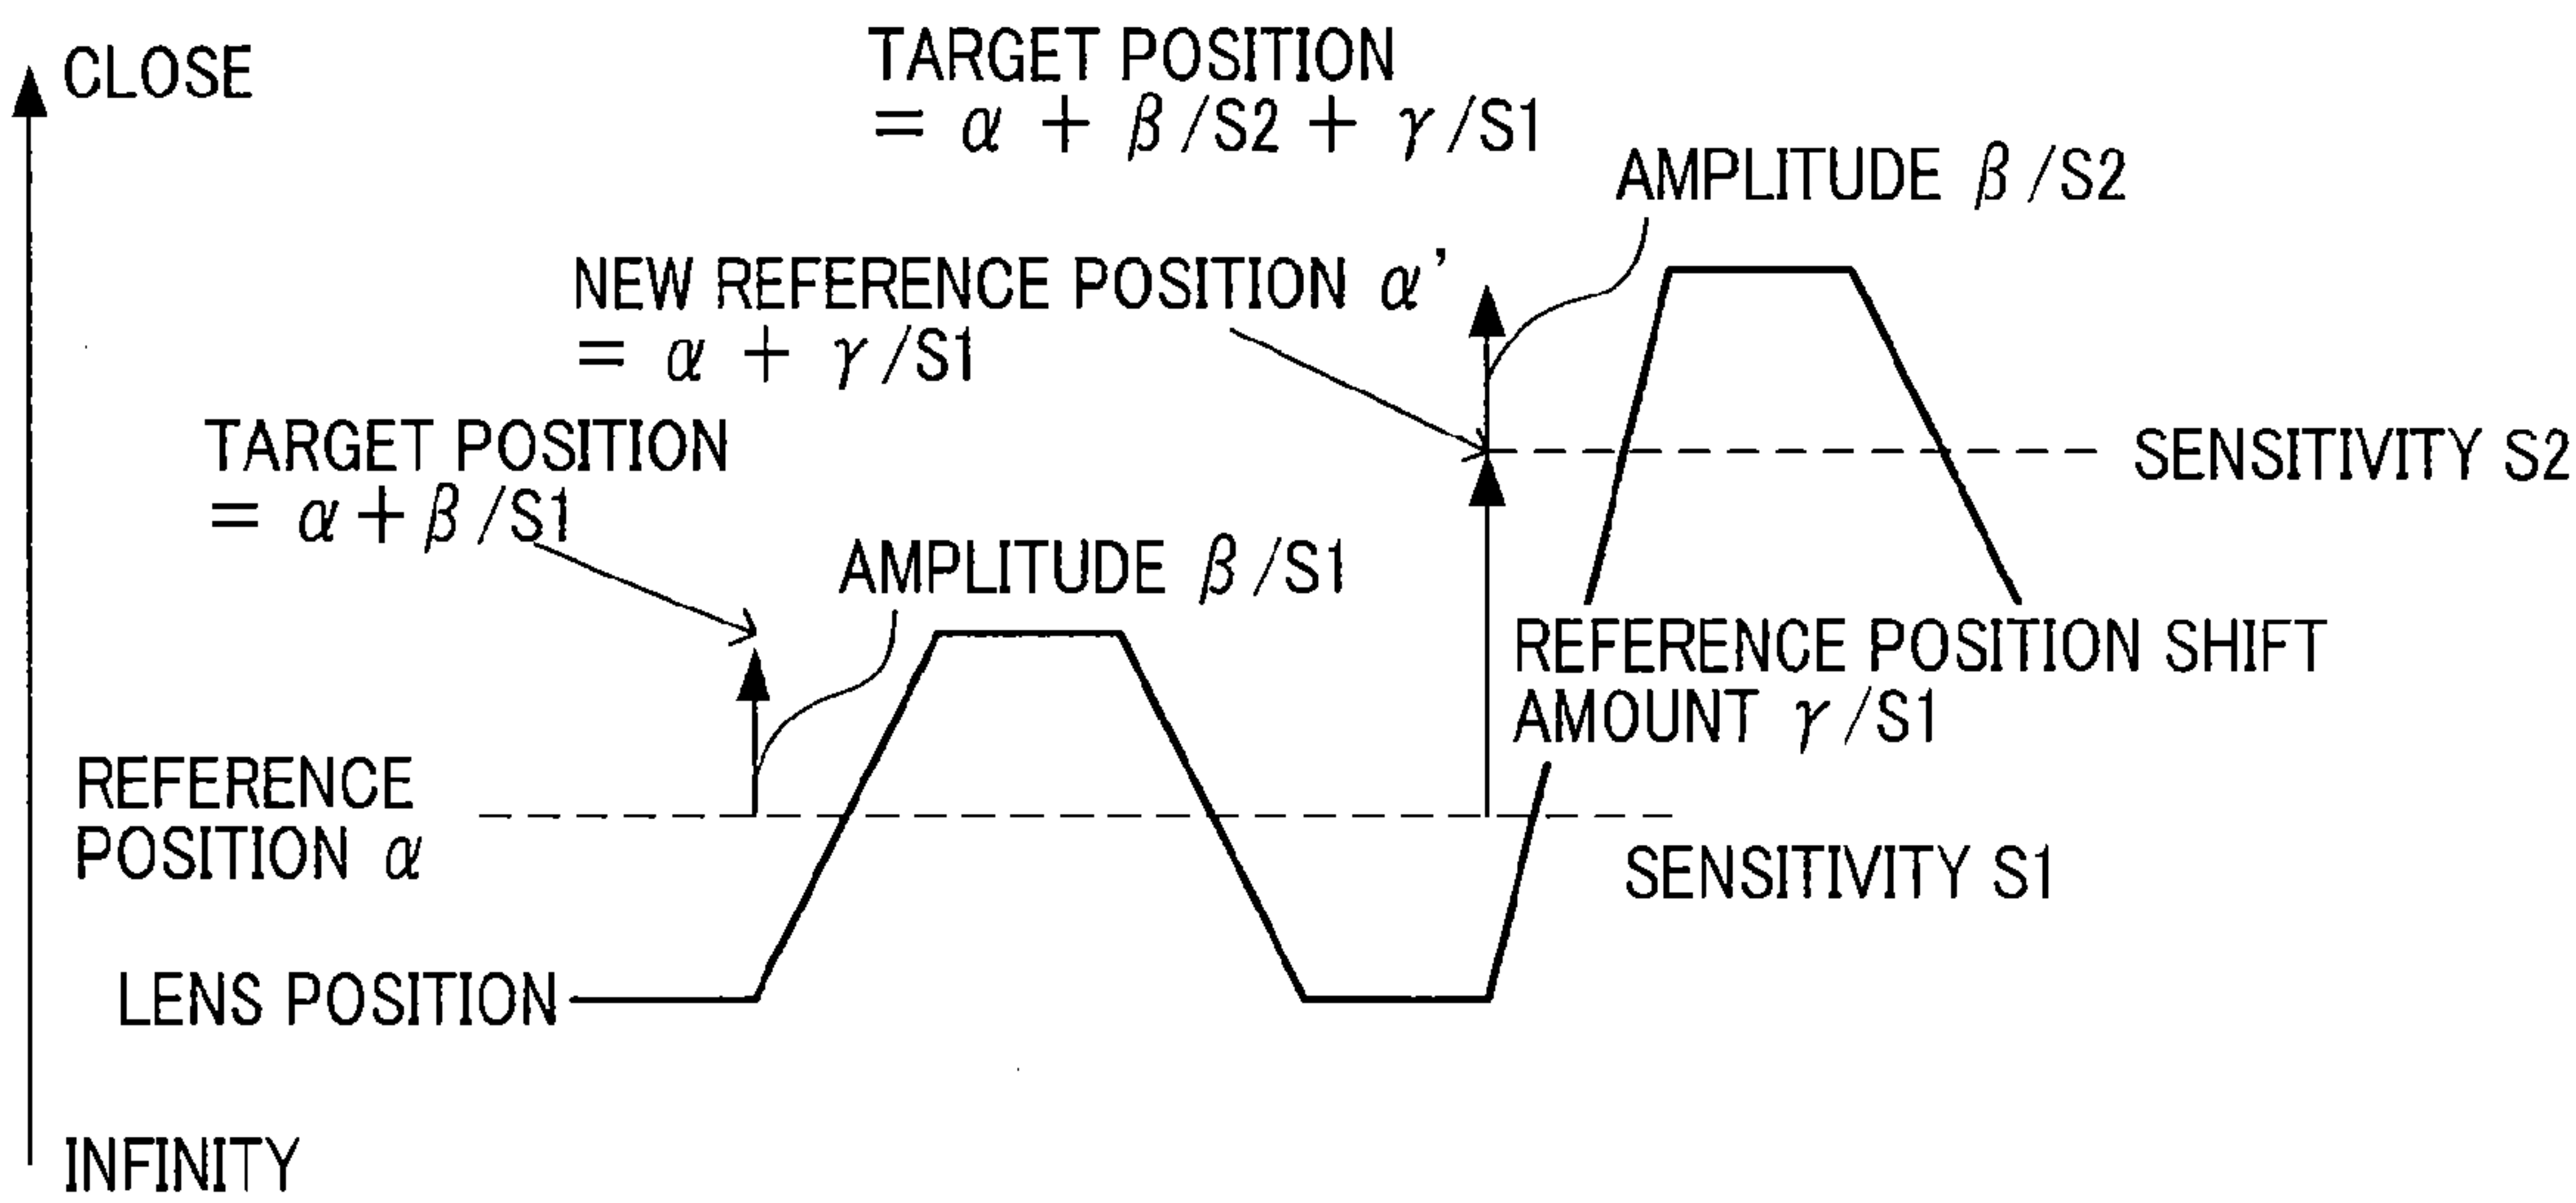 CLOSE
TARGET POSITION
= α + β/S2 + γ/S1
AMPLITUDE β/S2
NEW REFERENCE POSITION α'
= α + γ/S1
TARGET POSITION
= α + β/S1
SENSITIVITY S2
AMPLITUDE β/S1
REFERENCE POSITION SHIFT
AMOUNT γ/S1
REFERENCE
POSITION α
SENSITIVITY S1
LENS POSITION
INFINITY